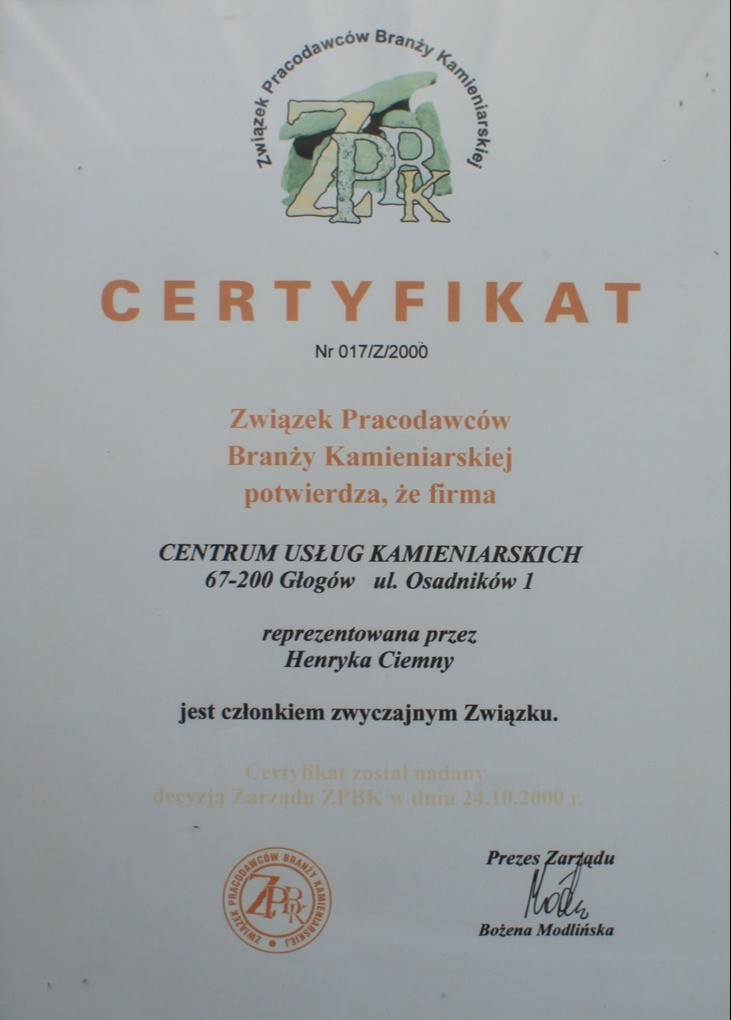 Związek Pracodawców Branży Kamieniarskiej
ZPBK
CERTYFIKAT
Nr 017/Z/2000
Związek Pracodawców
Branży Kamieniarskiej
potwierdza, że firma
CENTRUM USŁUG KAMIENIARSKICH
67-200 Głogów ul. Osadników 1
reprezentowana przez
Henryka Ciemny
jest członkiem zwyczajnym Związku.
Certyfikat został nadany
decyzją Zarządu ZPBK w dniu 24.10.2000 r.
ZWIĄZEK PRACODAWCÓW BRANŻY KAMIENIARSKIEJ
ZPBK
Prezes Zarządu
Bożena Modlińska